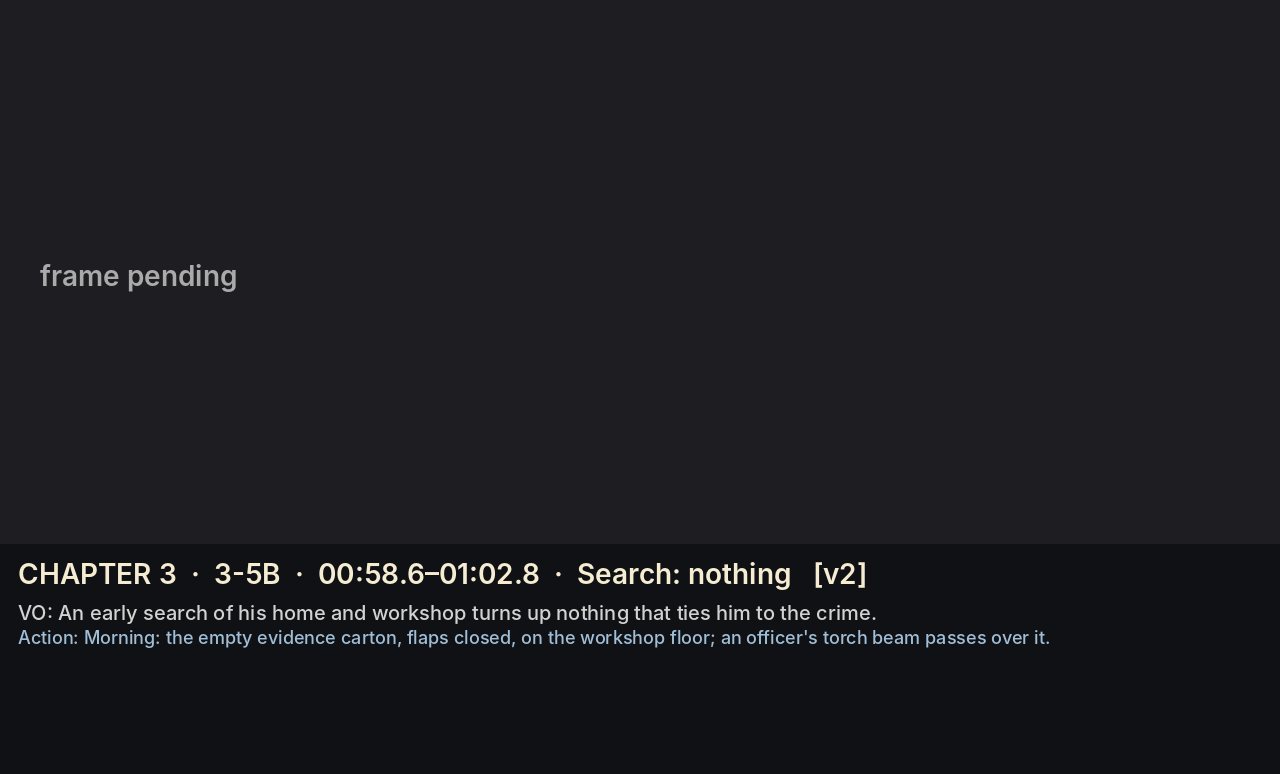 frame pending
CHAPTER 3 · 3-5B · 00:58.6–01:02.8 · Search: nothing [v2]
VO: An early search of his home and workshop turns up nothing that ties him to the crime.
Action: Morning: the empty evidence carton, flaps closed, on the workshop floor; an officer's torch beam passes over it.